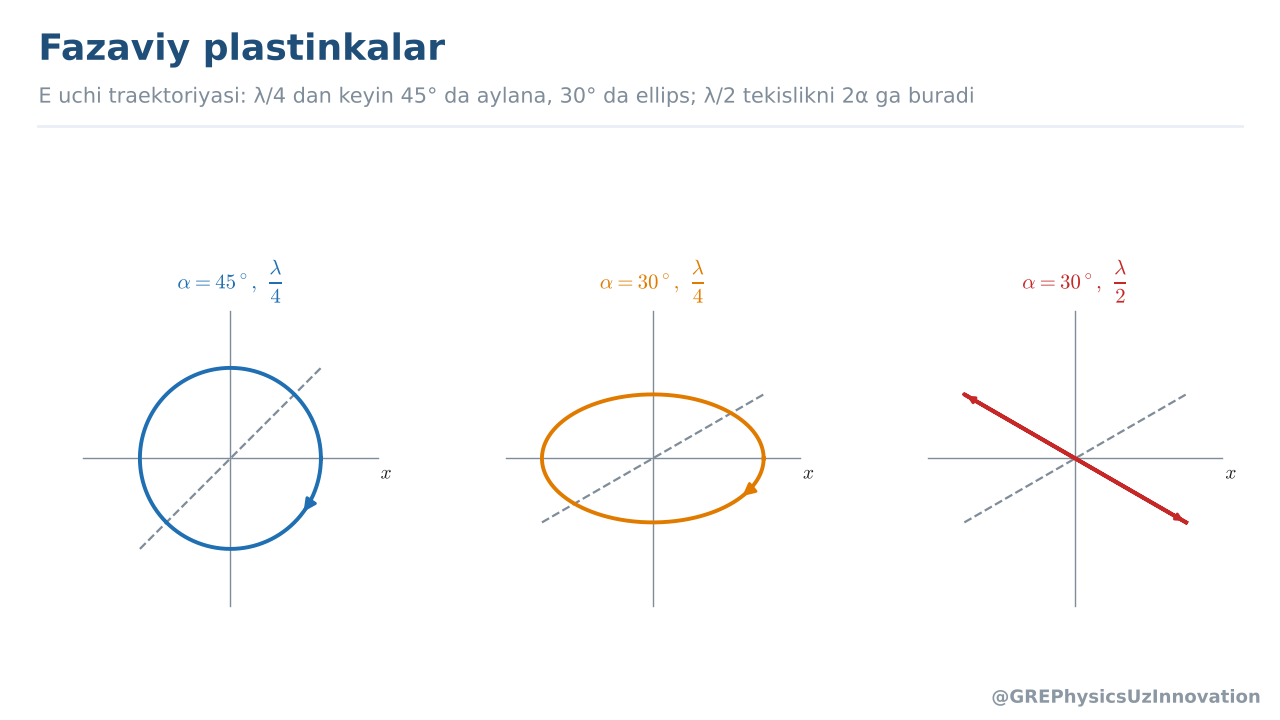 Fazaviy plastinkalar
E uchi traektoriyasi: λ/4 dan keyin 45° da aylana, 30° da ellips; λ/2 tekislikni 2α ga buradi
α = 45°, λ/4
α = 30°, λ/4
α = 30°, λ/2
x
x
x
@GREPhysicsUzInnovation